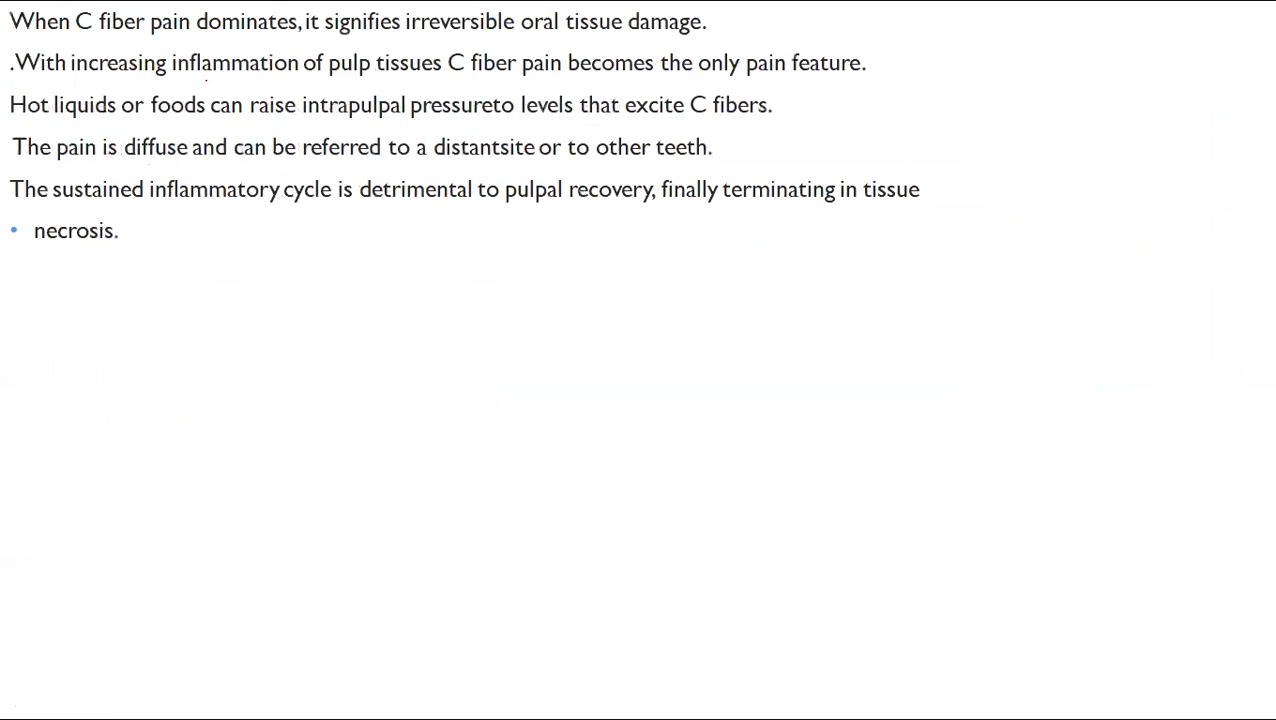 When C fiber pain dominates, it signifies irreversible oral tissue damage.
.With increasing inflammation of pulp tissues C fiber pain becomes the only pain feature.
Hot liquids or foods can raise intrapulpal pressureto levels that excite C fibers.
The pain is diffuse and can be referred to a distantsite or to other teeth.
The sustained inflammatory cycle is detrimental to pulpal recovery, finally terminating in tissue
• necrosis.